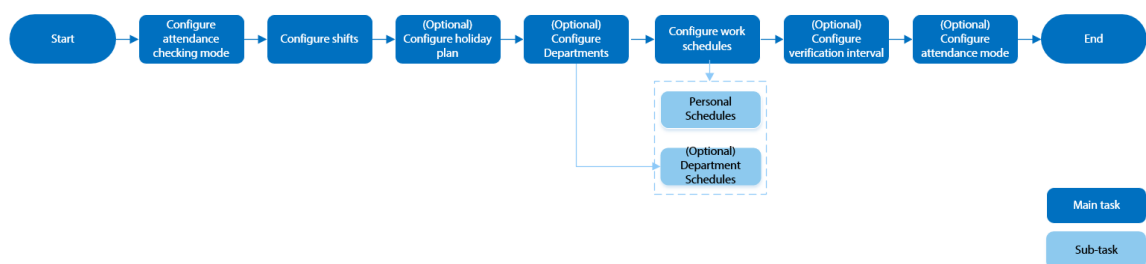 Start
Configure
attendance
checking mode
Configure shifts
(Optional)
Configure holiday
plan
(Optional)
Configure
Departments
Configure work
schedules
(Optional)
Configure
verification interval
(Optional)
Configure
attendance mode
End
Personal
Schedules
(Optional)
Department
Schedules
Main task
Sub-task